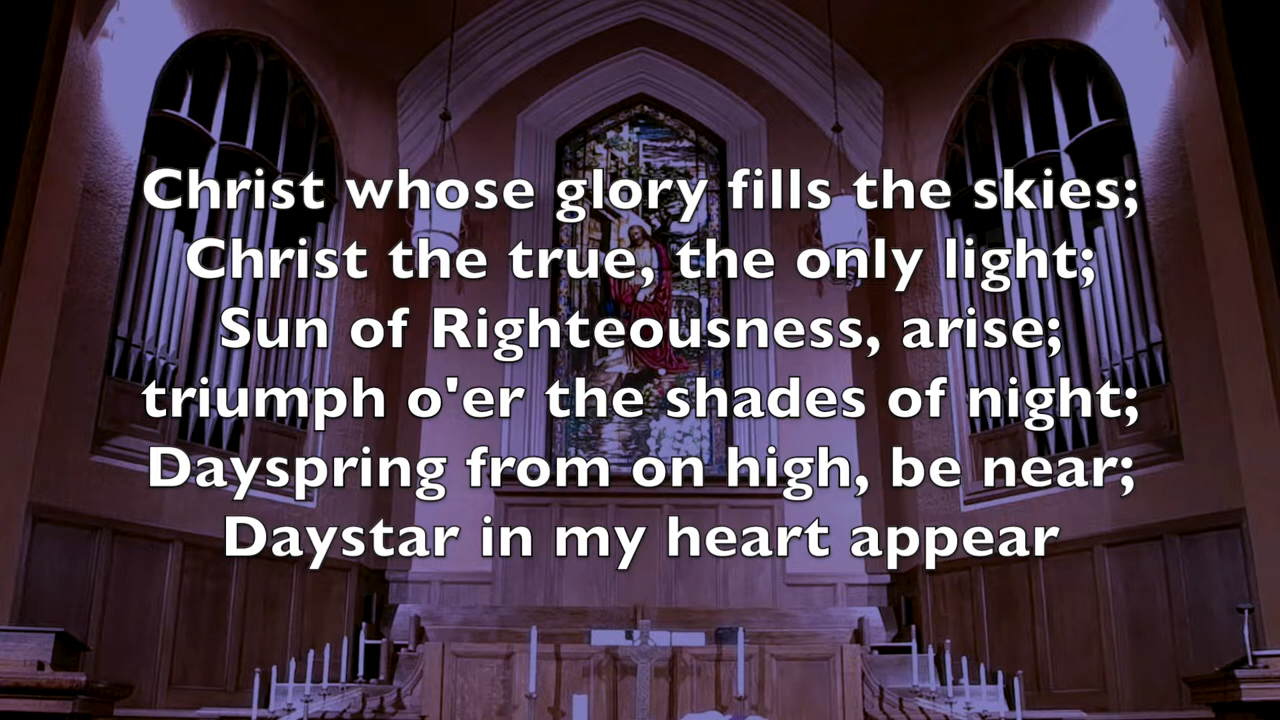 Christ whose glory fills the skies;
Christ the true, the only light;
Sun of Righteousness, arise;
triumph o'er the shades of night;
Dayspring from on high, be near;
Daystar in my heart appear